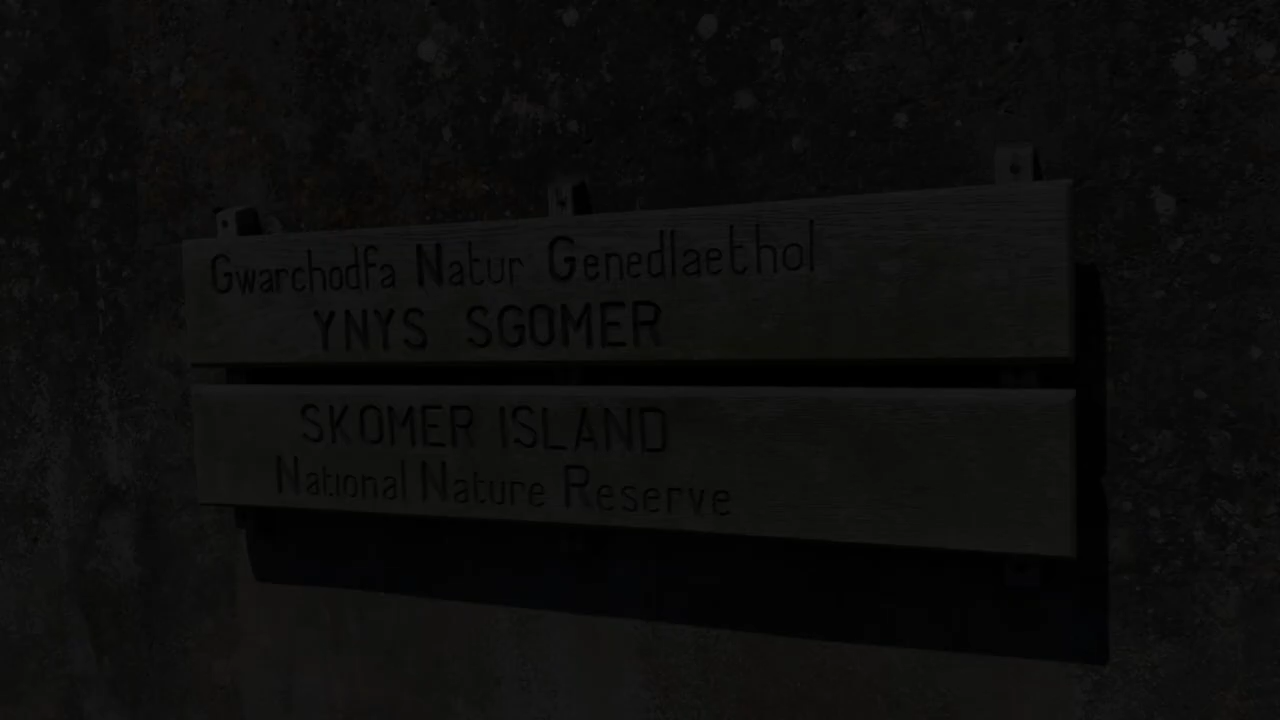 Gwarchodfa Natur Genedlaethol
YNYS SGOMER
SKOMER ISLAND
National Nature Reserve